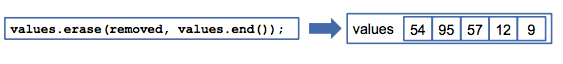 values.erase(removed, values.end());
values 54 95 57 12 9